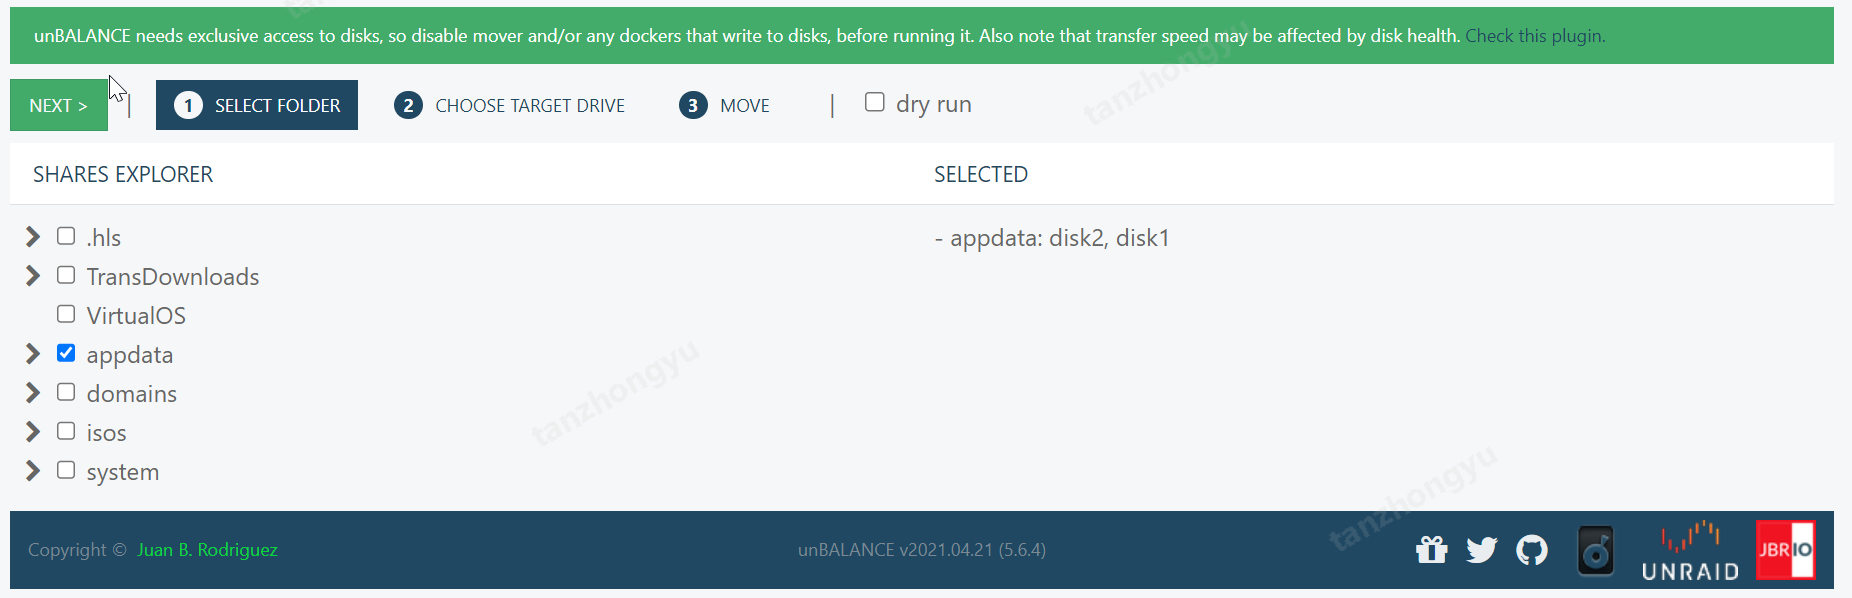 unBALANCE needs exclusive access to disks, so disable mover and/or any dockers that write to disks, before running it. Also note that transfer speed may be affected by disk health. Check this plugin.
NEXT > | 1 SELECT FOLDER 2 CHOOSE TARGET DRIVE 3 MOVE | dry run
SHARES EXPLORER
SELECTED
.hls
- appdata: disk2, disk1
TransDownloads
VirtualOS
appdata
domains
isos
system
Copyright © Juan B. Rodriguez
unBALANCE v2021.04.21 (5.6.4)
UNRAID
JBRIO
tanzhongyu
tanzhongyu
tanzhongyu